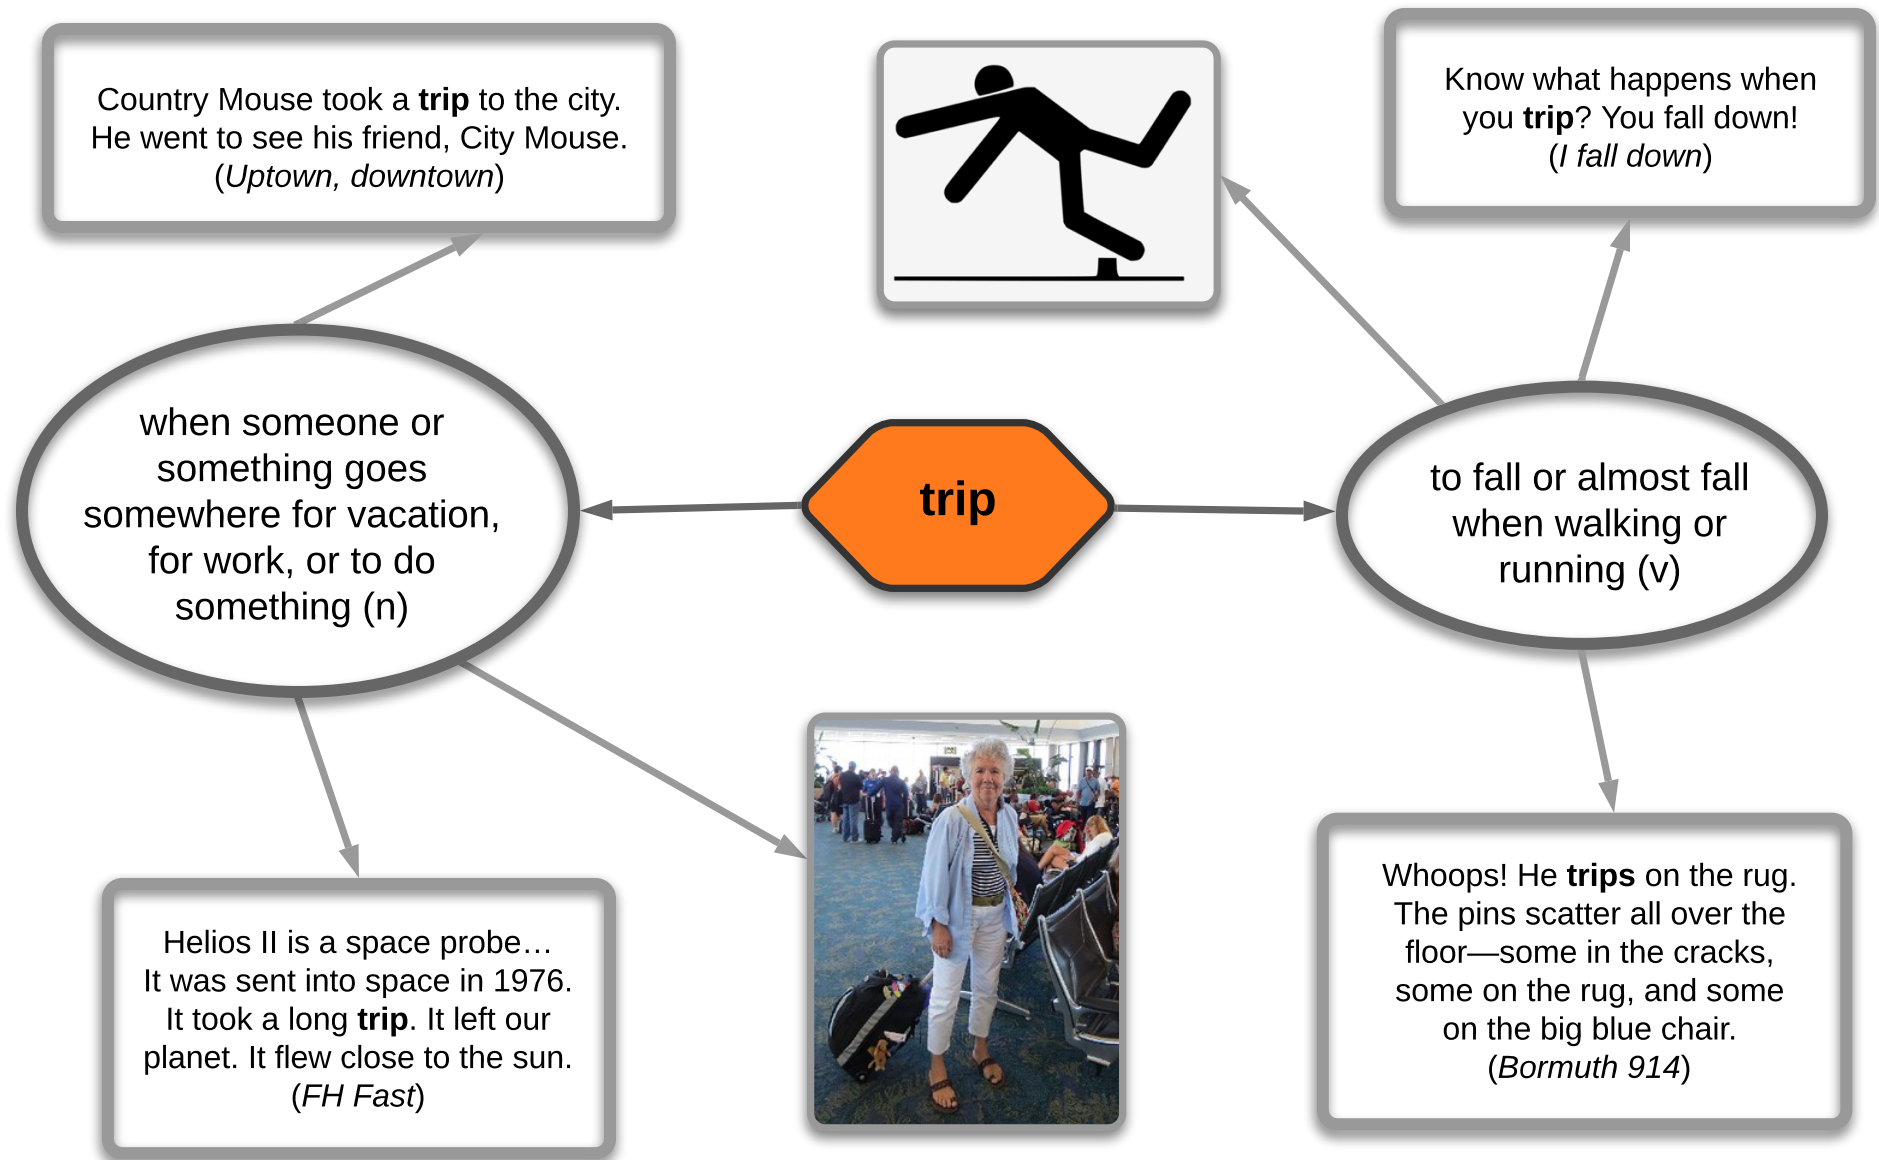 Country Mouse took a trip to the city.
He went to see his friend, City Mouse.
(Uptown, downtown)
Know what happens when
you trip? You fall down!
(I fall down)
when someone or
something goes
somewhere for vacation,
for work, or to do
something (n)
trip
to fall or almost fall
when walking or
running (v)
Helios II is a space probe…
It was sent into space in 1976.
It took a long trip. It left our
planet. It flew close to the sun.
(FH Fast)
Whoops! He trips on the rug.
The pins scatter all over the
floor—some in the cracks,
some on the rug, and some
on the big blue chair.
(Bormuth 914)